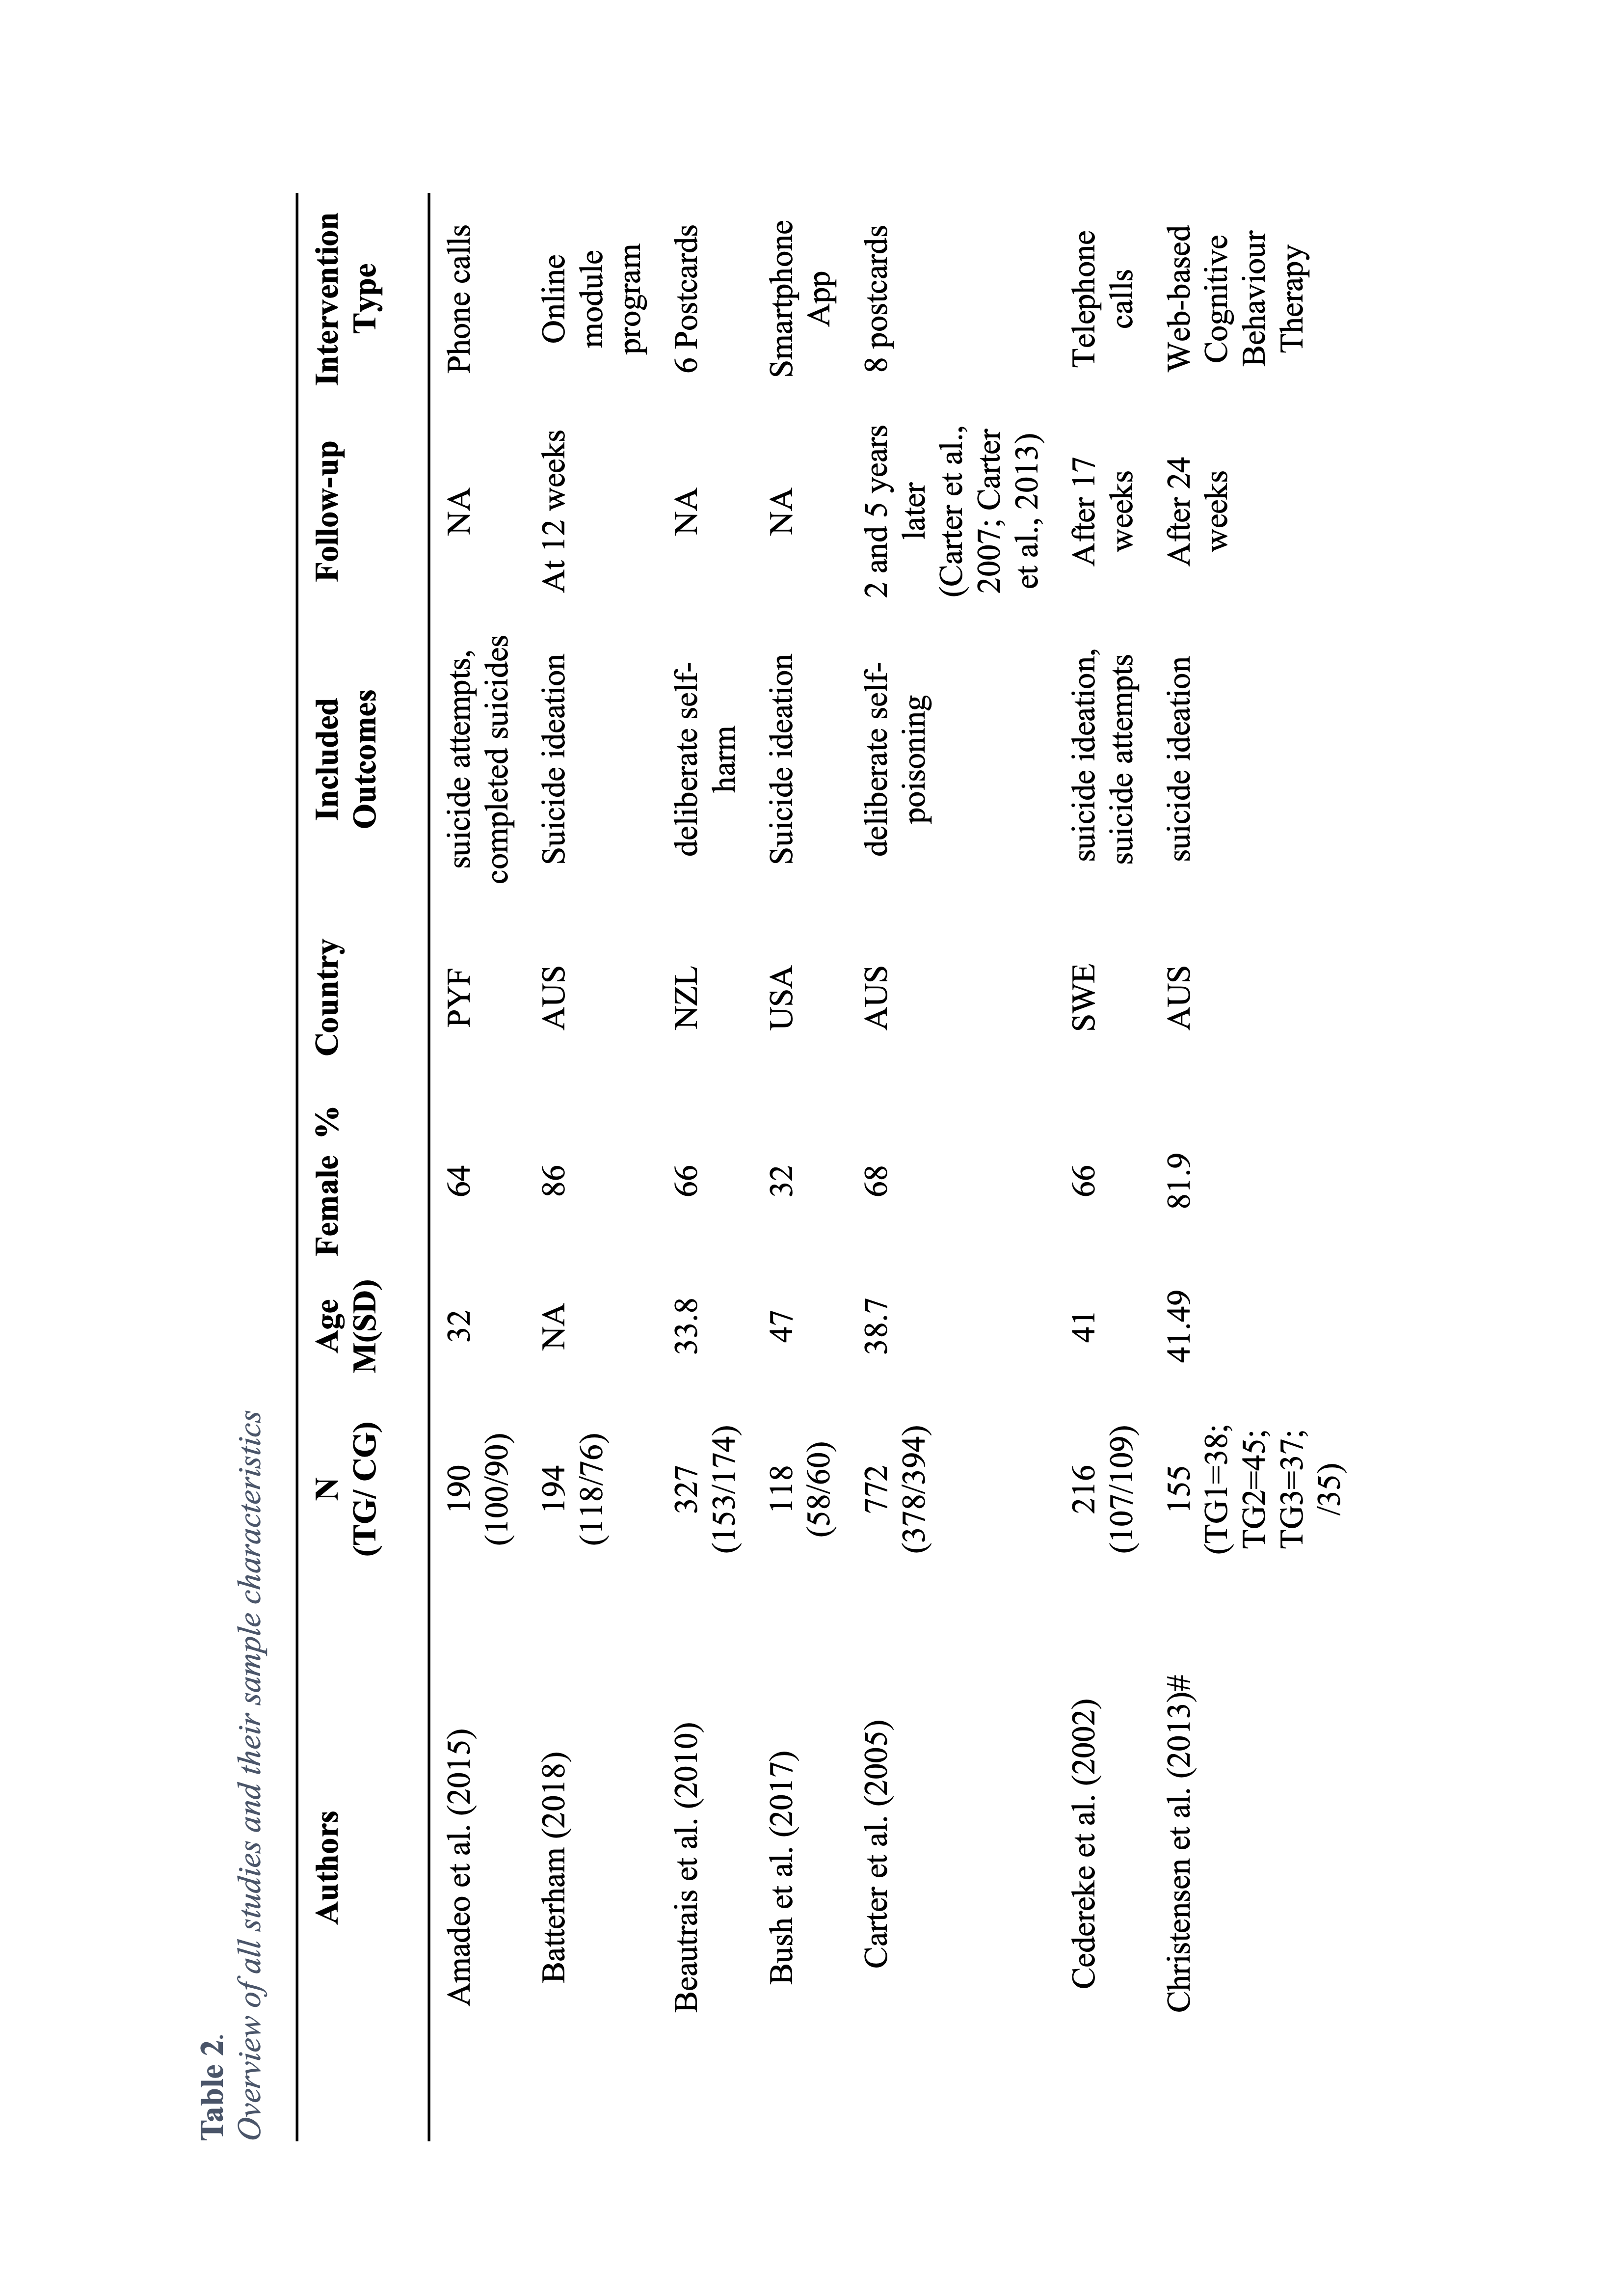 Table 2.
Overview of all studies and their sample characteristics
Authors N Age Female % Country Included Follow-up Intervention
(TG/ CG) M(SD) Outcomes Type
Amadeo et al. (2015) 190 32 64 PYF suicide attempts, NA Phone calls
(100/90) completed suicides
Batterham (2018) 194 NA 86 AUS Suicide ideation At 12 weeks Online
(118/76) module
program
Beautrais et al. (2010) 327 33.8 66 NZL deliberate self- NA 6 Postcards
(153/174) harm
Bush et al. (2017) 118 47 32 USA Suicide ideation NA Smartphone
(58/60) App
Carter et al. (2005) 772 38.7 68 AUS deliberate self- 2 and 5 years 8 postcards
(378/394) poisoning later
(Carter et al.,
2007; Carter
et al., 2013)
Cedereke et al. (2002) 216 41 66 SWE suicide ideation, After 17 Telephone
(107/109) suicide attempts weeks calls
Christensen et al. (2013)# 155 41.49 81.9 AUS suicide ideation After 24 Web-based
(TG1=38; weeks Cognitive
TG2=45; Behaviour
TG3=37; Therapy
/35)